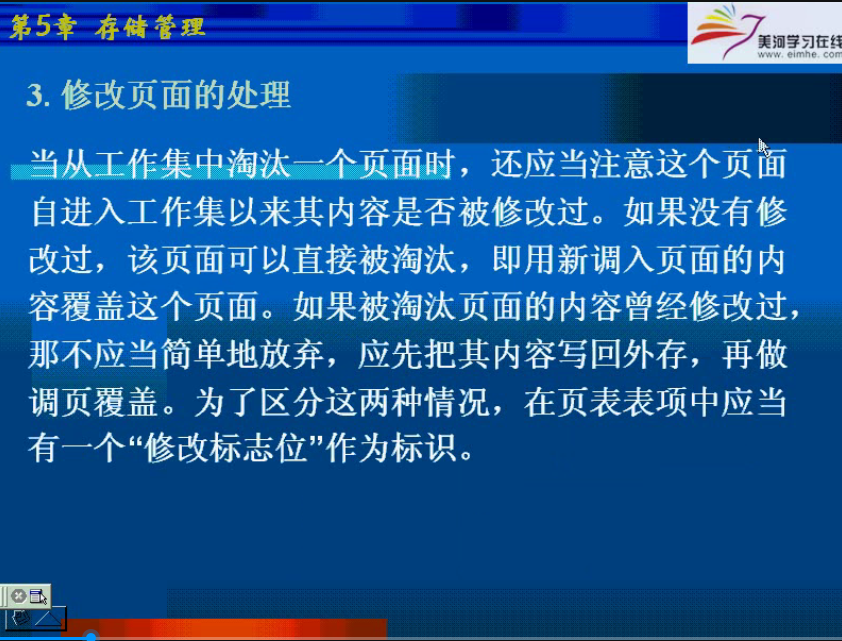 第5章 存储管理
美河学习在线
www. eimhe. com
3. 修改页面的处理
当从工作集中淘汰一个页面时，还应当注意这个页面
自进入工作集以来其内容是否被修改过。如果没有修
改过，该页面可以直接被淘汰，即用新调入页面的内
容覆盖这个页面。如果被淘汰页面的内容曾经修改过，
那不应当简单地放弃，应先把其内容写回外存，再做
调页覆盖。为了区分这两种情况，在页表表项中应当
有一个“修改标志位”作为标识。